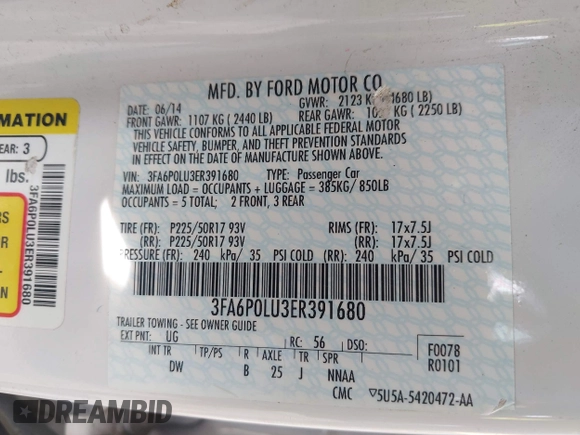 MFD. BY FORD MOTOR CO.
DATE: 06/14 GVWR: 2123 K 4680 LB)
FRONT GAWR: 1107 KG ( 2440 LB) REAR GAWR: KG ( 2250 LB)
THIS VEHICLE CONFORMS TO ALL APPLICABLE FEDERAL MOTOR
VEHICLE SAFETY, BUMPER, AND THEFT PREVENTION STANDARDS
IN EFFECT ON THE DATE OF MANUFACTURE SHOWN ABOVE.
VIN: 3FA6P0LU3ER391680 TYPE: Passenger Car
MAXIMUM LOAD = OCCUPANTS + LUGGAGE = 385KG/ 850LB
OCCUPANTS = 5 TOTAL; 2 FRONT, 3 REAR
TIRE (FR): P225/50R17 93V RIMS (FR): 17x7.5J
(RR): P225/50R17 93V (RR): 17x7.5J
PRESSURE (FR): 240 kPa/ 35 PSI COLD (RR): 240 kPa/ 35 PSI COLD
3FA6P0LU3ER391680
TRAILER TOWING - SEE OWNER GUIDE
EXT PNT: UG RC: 56 DSO: F0078
R0101
INT TR TP/PS R AXLE TR SPR
DW B 25 J NNAA
CMC ▽5U5A-5420472-AA
MATION
EAR: 3
lbs.
3FA6P0LU3ER391680
RS
OR
DREAMBID